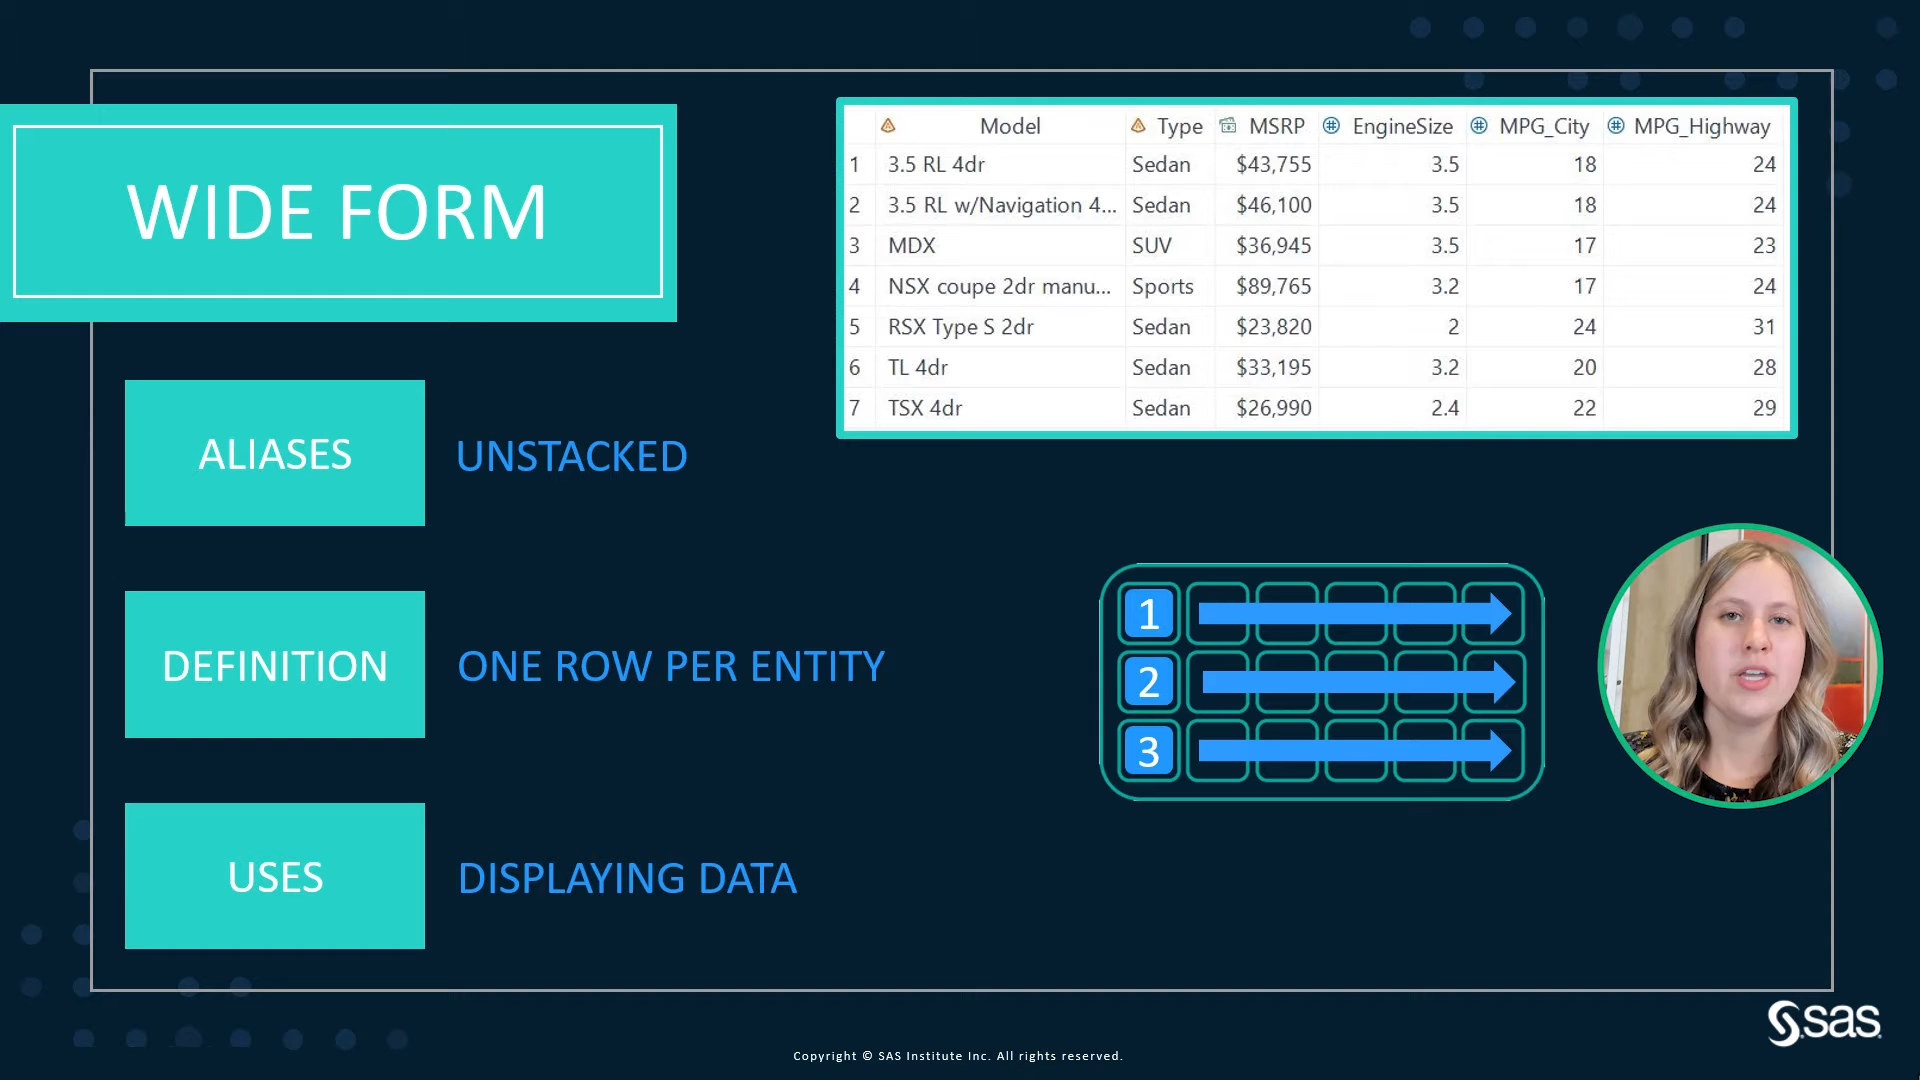 WIDE FORM
Model Type MSRP EngineSize MPG_City MPG_Highway
1 3.5 RL 4dr Sedan $43,755 3.5 18 24
2 3.5 RL w/Navigation 4... Sedan $46,100 3.5 18 24
3 MDX SUV $36,945 3.5 17 23
4 NSX coupe 2dr manu... Sports $89,765 3.2 17 24
5 RSX Type S 2dr Sedan $23,820 2 24 31
6 TL 4dr Sedan $33,195 3.2 20 28
7 TSX 4dr Sedan $26,990 2.4 22 29
ALIASES UNSTACKED
DEFINITION ONE ROW PER ENTITY
1
2
3
USES DISPLAYING DATA
sas
Copyright © SAS Institute Inc. All rights reserved.